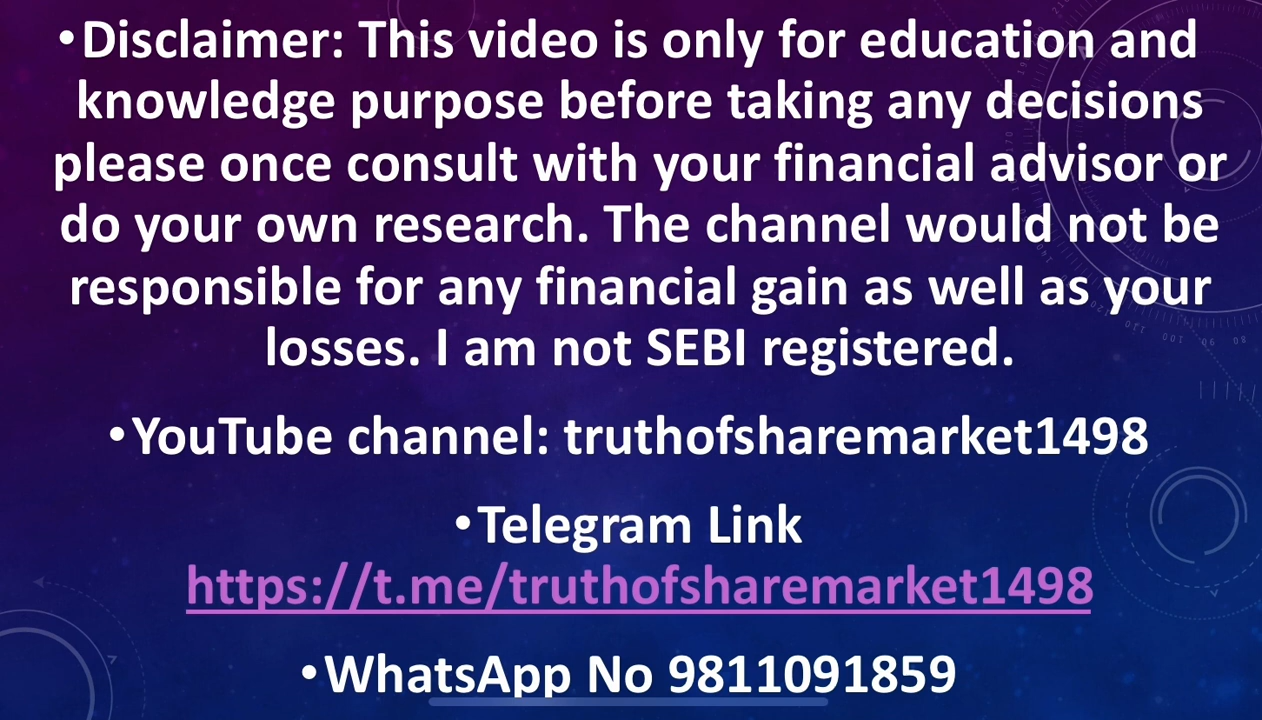 •Disclaimer: This video is only for education and
knowledge purpose before taking any decisions
please once consult with your financial advisor or
do your own research. The channel would not be
responsible for any financial gain as well as your
losses. I am not SEBI registered.
•YouTube channel: truthofsharemarket1498
•Telegram Link
https://t.me/truthofsharemarket1498
•WhatsApp No 9811091859